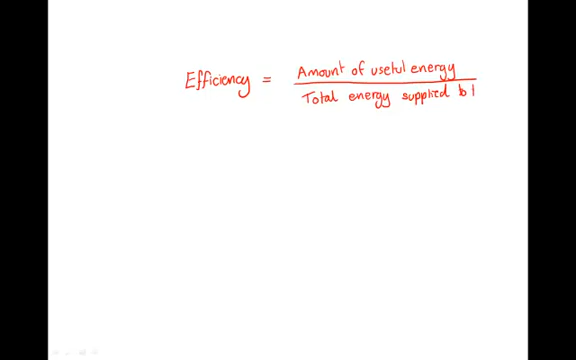 Efficiency = Amount of useful energy
Total energy supplied b